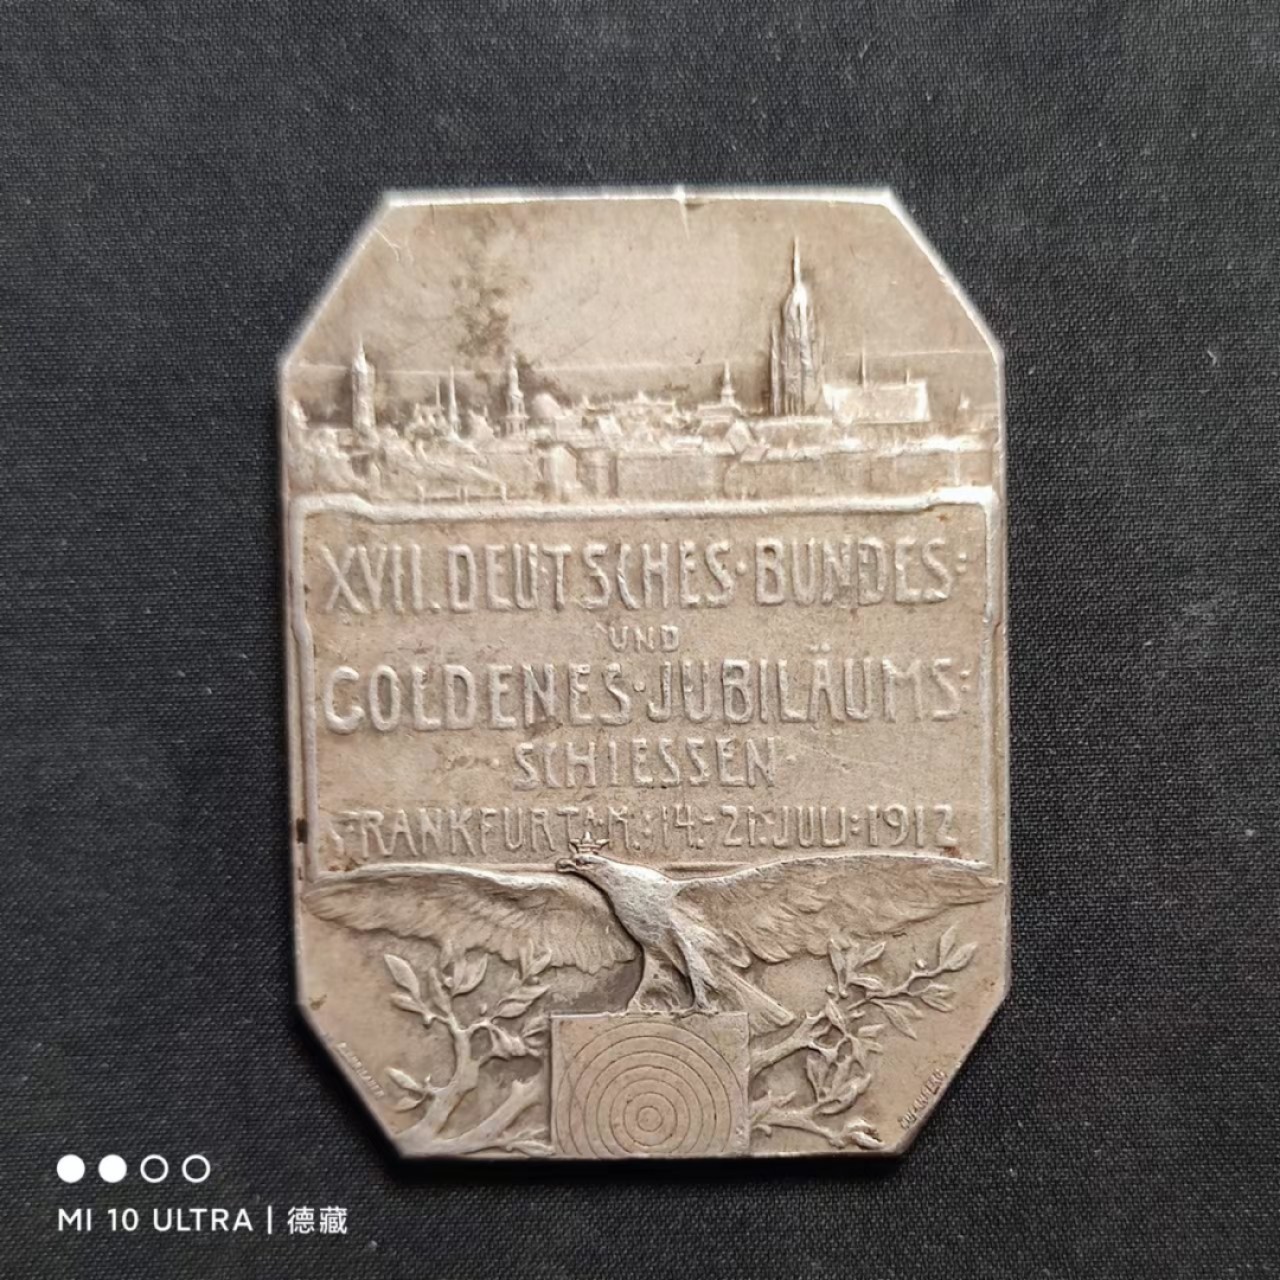 XVII. DEUTSCHES·BUNDES=
UND
GOLDENES·JUBILÄUMS=
·SCHIESSEN·
FRANKFURT A·M.: 14.-21. JULI: 1912
MI 10 ULTRA | 德藏